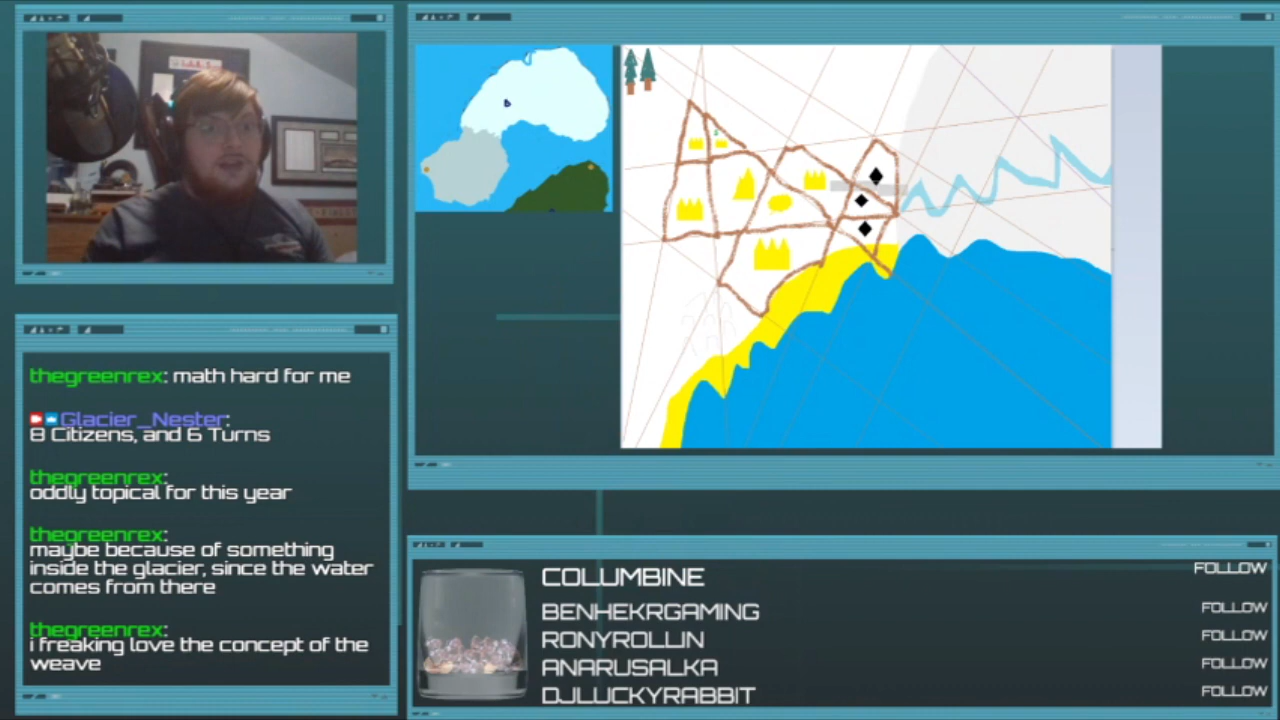 thegreenrex: math hard for me
Glacier_Nester:
8 Citizens, and 6 Turns
thegreenrex:
oddly topical for this year
thegreenrex:
maybe because of something
inside the glacier, since the water
comes from there
thegreenrex:
i freaking love the concept of the
weave
COLUMBINE FOLLOW
BENHEKRGAMING FOLLOW
RONYROLLIN FOLLOW
ANARUSALKA FOLLOW
DJLUCKYRABBIT FOLLOW